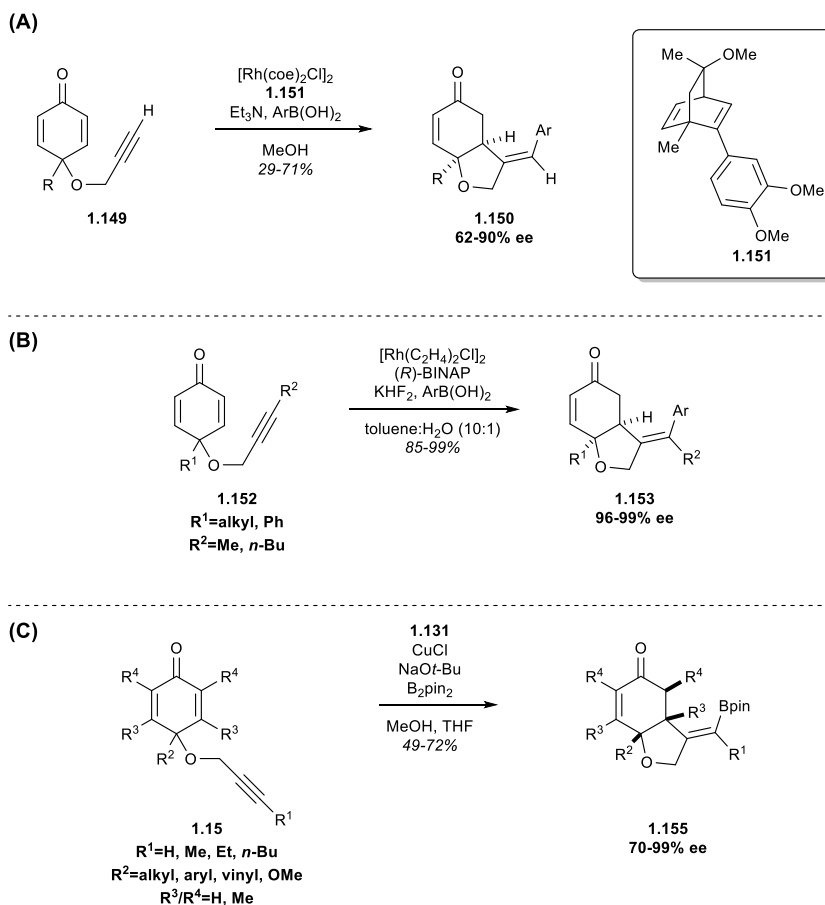 (A)
O
H
R
O
1.149
[Rh(coe)2Cl]2
1.151
Et3N, ArB(OH)2
MeOH
29-71%
O
H
Ar
R
O
H
1.150
62-90% ee
Me
OMe
Me
OMe
OMe
1.151
(B)
O
R2
R1
O
1.152
R1=alkyl, Ph
R2=Me, n-Bu
[Rh(C2H4)2Cl]2
(R)-BINAP
KHF2, ArB(OH)2
toluene:H2O (10:1)
85-99%
O
H
Ar
R1
O
R2
1.153
96-99% ee
(C)
O
R4
R4
R3
R3
R2
O
R1
1.15
R1=H, Me, Et, n-Bu
R2=alkyl, aryl, vinyl, OMe
R3/R4=H, Me
1.131
CuCl
NaOt-Bu
B2pin2
MeOH, THF
49-72%
O
R4
R4
R3
Bpin
R3
R2
O
R1
1.155
70-99% ee